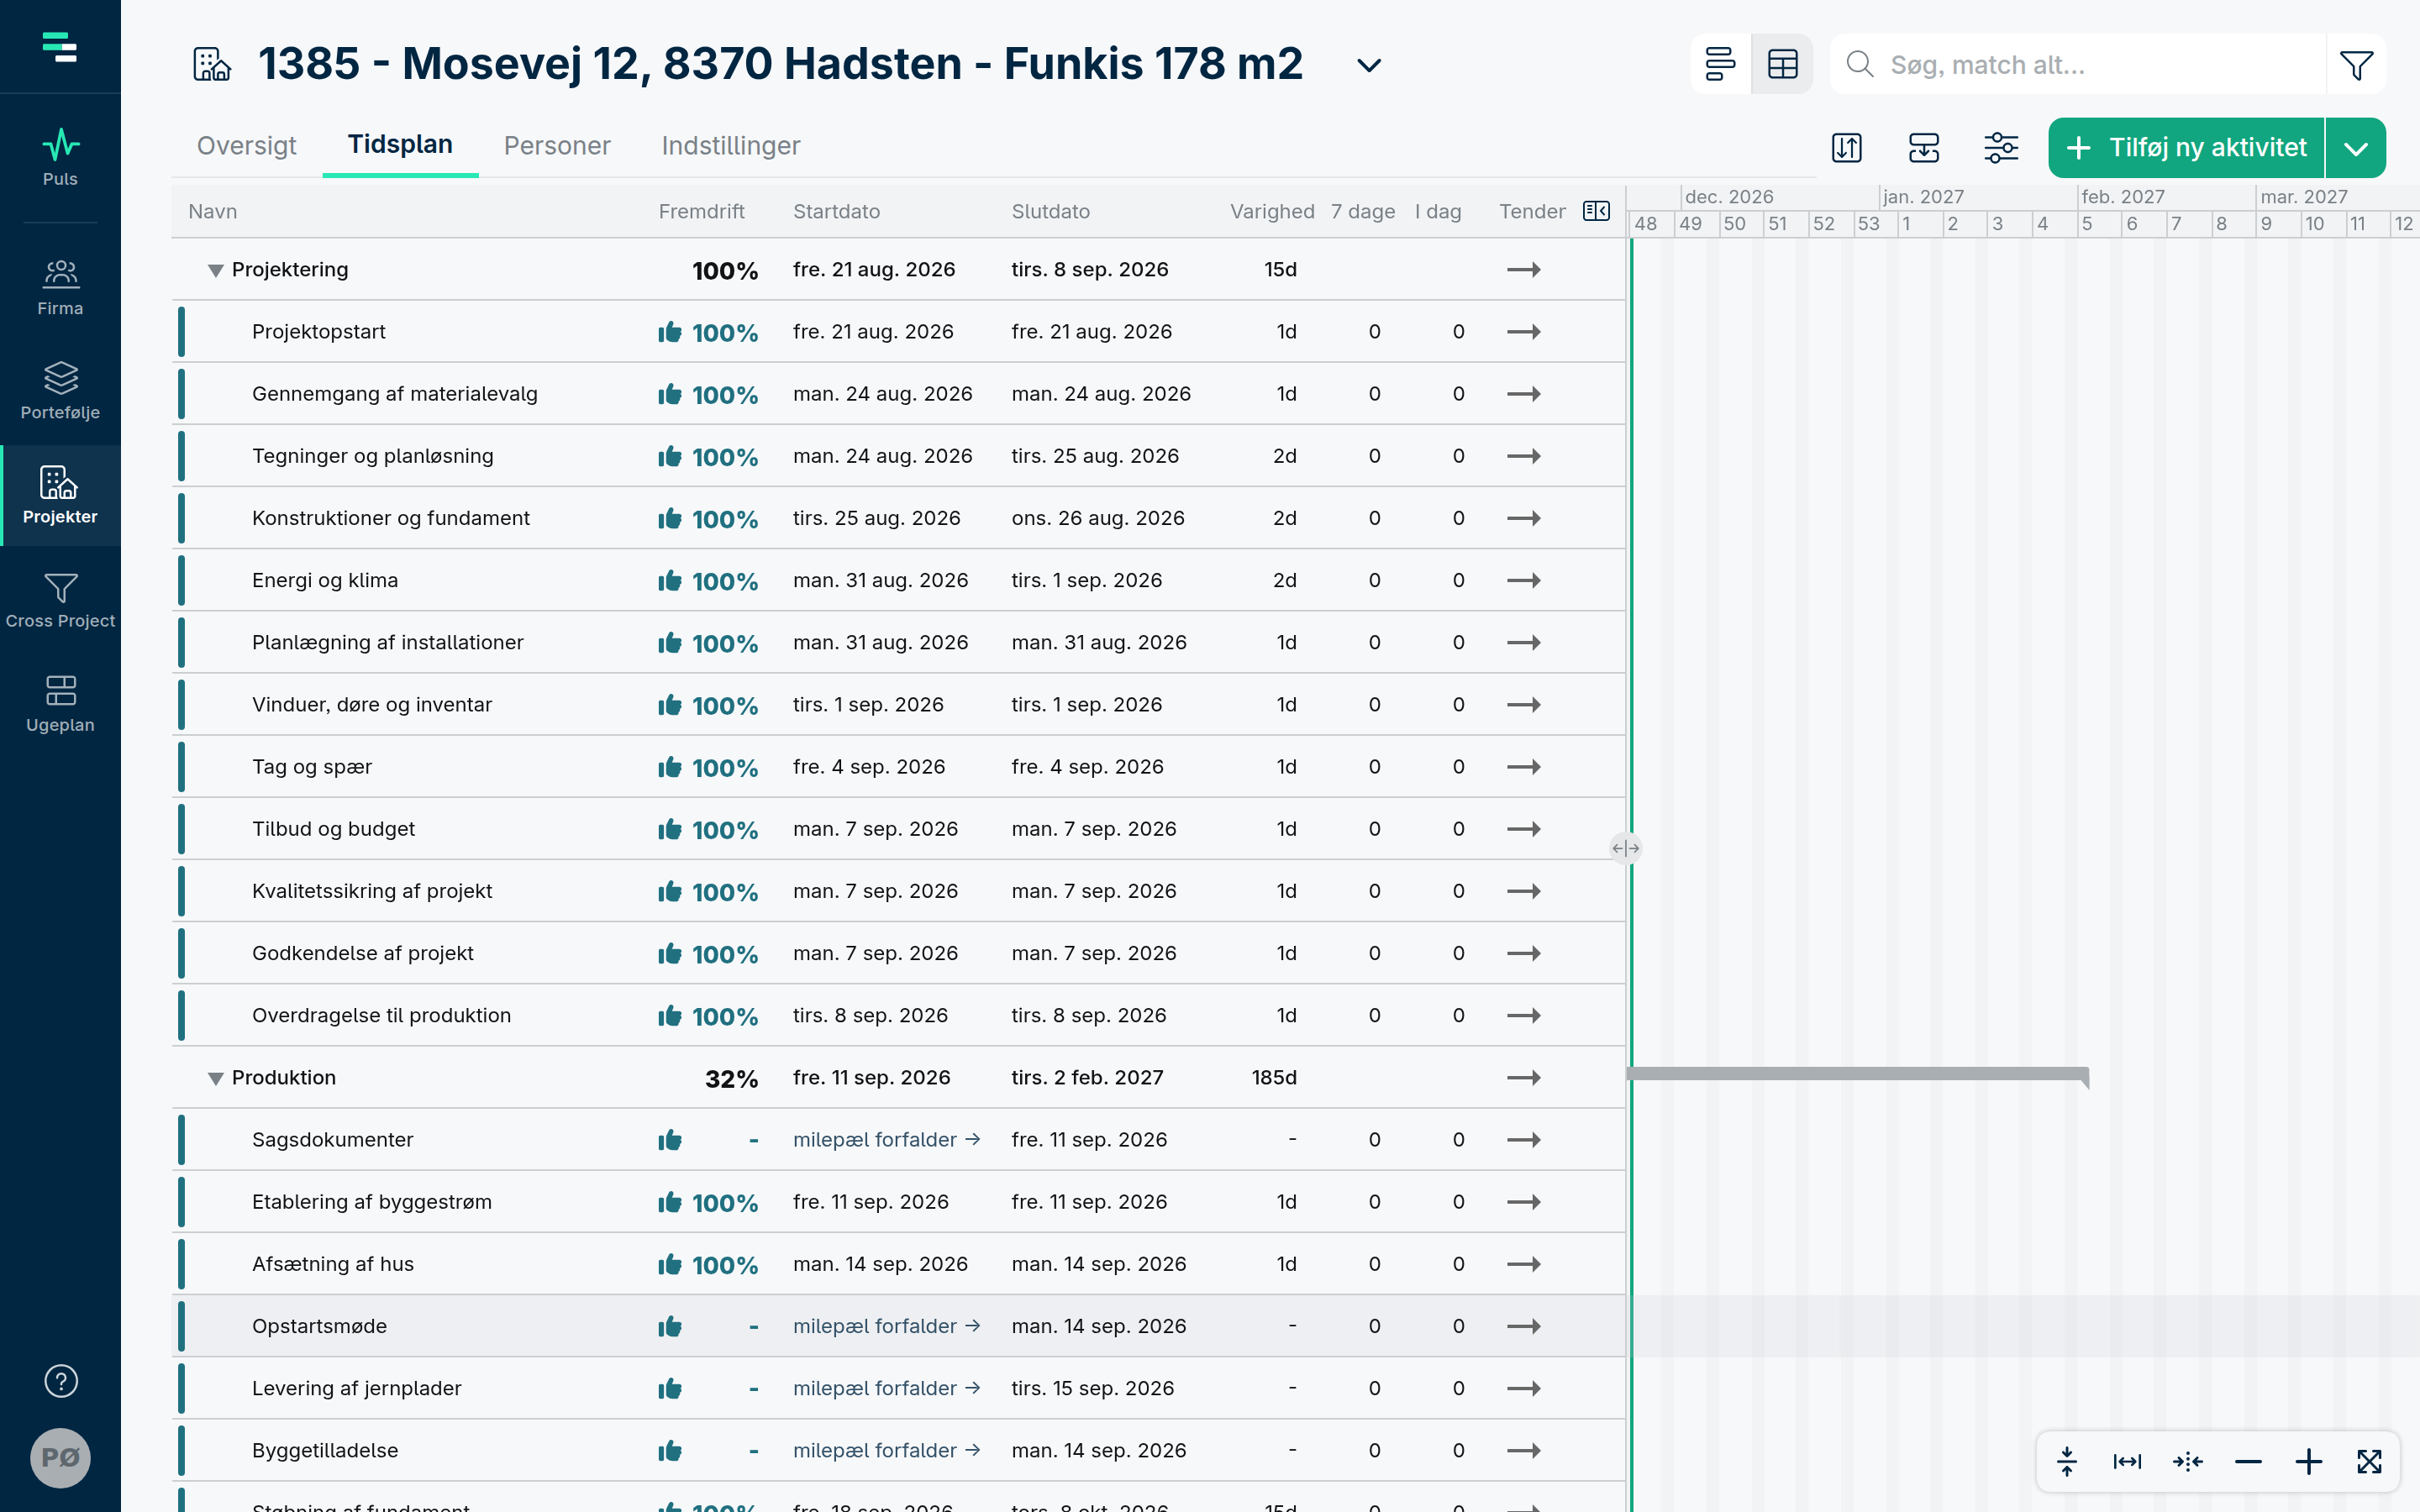 1385 - Mosevej 12, 8370 Hadsten - Funkis 178 m2
Søg, match alt...
Puls
Firma
Portefølje
Projekter
Cross Project
Ugeplan
PØ
Oversigt Tidsplan Personer Indstillinger
Tilføj ny aktivitet
Navn Fremdrift Startdato Slutdato Varighed 7 dage I dag Tender
dec. 2026 jan. 2027 feb. 2027 mar. 2027
48 49 50 51 52 53 1 2 3 4 5 6 7 8 9 10 11 12
Projektering 100% fre. 21 aug. 2026 tirs. 8 sep. 2026 15d
Projektopstart 100% fre. 21 aug. 2026 fre. 21 aug. 2026 1d 0 0
Gennemgang af materialevalg 100% man. 24 aug. 2026 man. 24 aug. 2026 1d 0 0
Tegninger og planløsning 100% man. 24 aug. 2026 tirs. 25 aug. 2026 2d 0 0
Konstruktioner og fundament 100% tirs. 25 aug. 2026 ons. 26 aug. 2026 2d 0 0
Energi og klima 100% man. 31 aug. 2026 tirs. 1 sep. 2026 2d 0 0
Planlægning af installationer 100% man. 31 aug. 2026 man. 31 aug. 2026 1d 0 0
Vinduer, døre og inventar 100% tirs. 1 sep. 2026 tirs. 1 sep. 2026 1d 0 0
Tag og spær 100% fre. 4 sep. 2026 fre. 4 sep. 2026 1d 0 0
Tilbud og budget 100% man. 7 sep. 2026 man. 7 sep. 2026 1d 0 0
Kvalitetssikring af projekt 100% man. 7 sep. 2026 man. 7 sep. 2026 1d 0 0
Godkendelse af projekt 100% man. 7 sep. 2026 man. 7 sep. 2026 1d 0 0
Overdragelse til produktion 100% tirs. 8 sep. 2026 tirs. 8 sep. 2026 1d 0 0
Produktion 32% fre. 11 sep. 2026 tirs. 2 feb. 2027 185d
Sagsdokumenter - milepæl forfalder → fre. 11 sep. 2026 - 0 0
Etablering af byggestrøm 100% fre. 11 sep. 2026 fre. 11 sep. 2026 1d 0 0
Afsætning af hus 100% man. 14 sep. 2026 man. 14 sep. 2026 1d 0 0
Opstartsmøde - milepæl forfalder → man. 14 sep. 2026 - 0 0
Levering af jernplader - milepæl forfalder → tirs. 15 sep. 2026 - 0 0
Byggetilladelse - milepæl forfalder → man. 14 sep. 2026 - 0 0
Støbning af fundament 100% fre. 18 sep. 2026 tors. 8 okt. 2026 15d 0 0